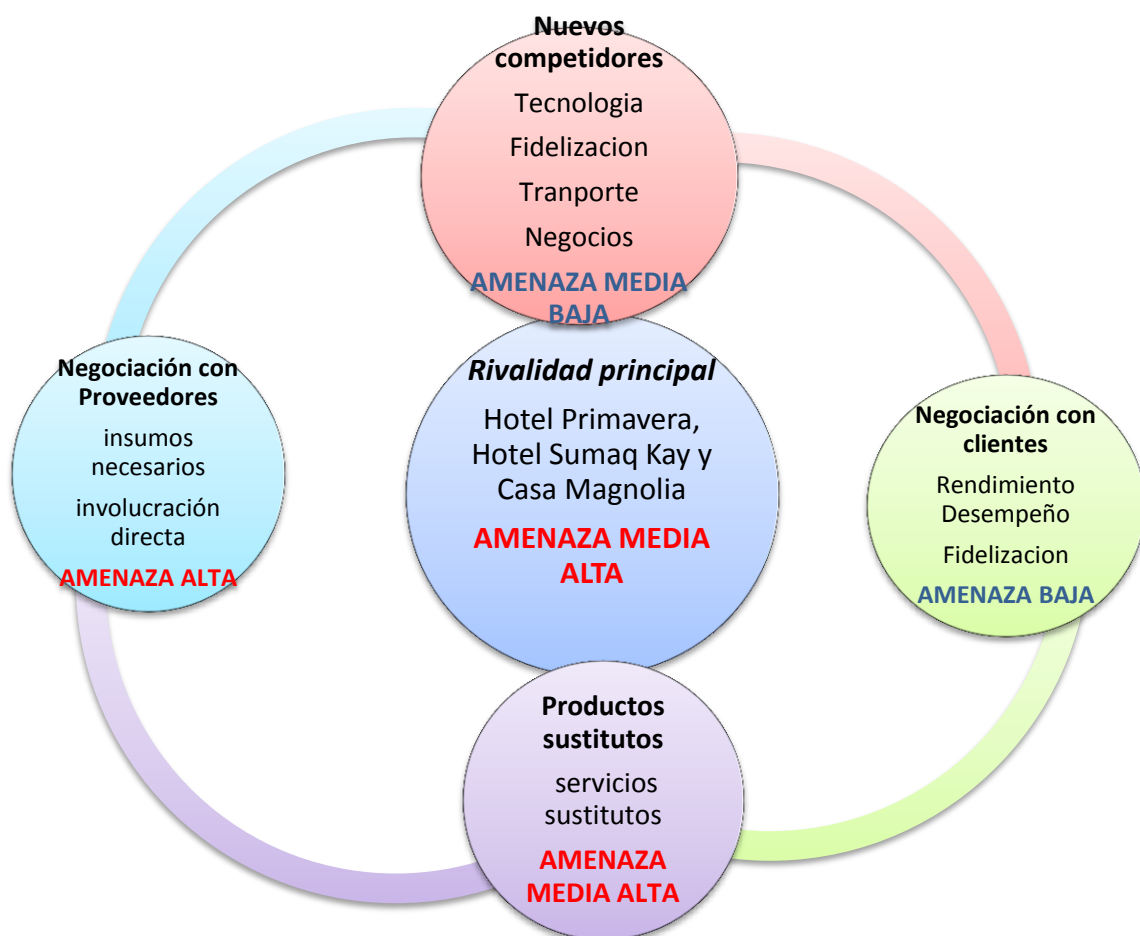 Nuevos
competidores
Tecnologia
Fidelizacion
Tranporte
Negocios
AMENAZA MEDIA
BAJA
Negociación con
Proveedores
insumos
necesarios
involucración
directa
AMENAZA ALTA
Rivalidad principal
Hotel Primavera,
Hotel Sumaq Kay y
Casa Magnolia
AMENAZA MEDIA
ALTA
Negociación con
clientes
Rendimiento
Desempeño
Fidelizacion
AMENAZA BAJA
Productos
sustitutos
servicios
sustitutos
AMENAZA
MEDIA ALTA